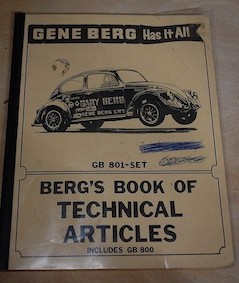 GENE BERG Has It All
GARY BERG
GENE BERG ENT
GB 801-SET
BERG'S BOOK OF
TECHNICAL
ARTICLES
INCLUDES GB 800